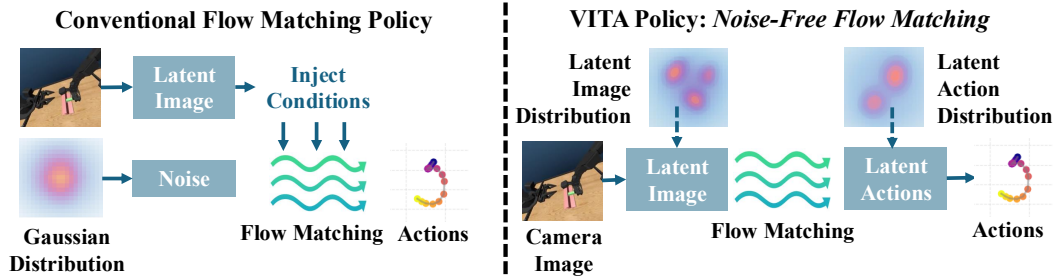 Conventional Flow Matching Policy
Latent
Image
Inject
Conditions
Noise
Gaussian
Distribution
Flow Matching
Actions
VITA Policy: Noise-Free Flow Matching
Latent
Image
Distribution
Latent
Action
Distribution
Latent
Image
Latent
Actions
Camera
Image
Flow Matching
Actions